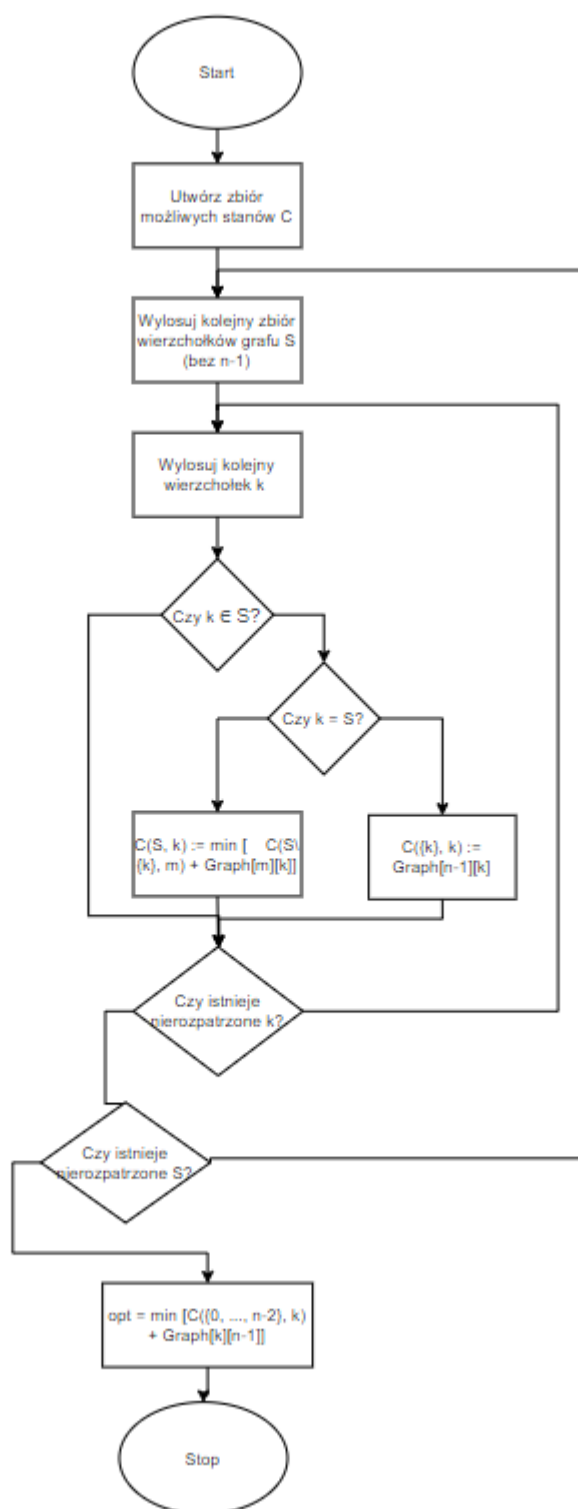 Start
Utwórz zbiór
możliwych stanów C
Wylosuj kolejny zbiór
wierzchołków grafu S
(bez n-1)
Wylosuj kolejny
wierzchołek k
Czy k ∈ S?
Czy k = S?
C(S, k) := min [ C(S\
{k}, m) + Graph[m][k]]
C({k}, k) :=
Graph[n-1][k]
Czy istnieje
nierozpatrzone k?
Czy istnieje
nierozpatrzone S?
opt = min [C({0, ..., n-2}, k)
+ Graph[k][n-1]]
Stop